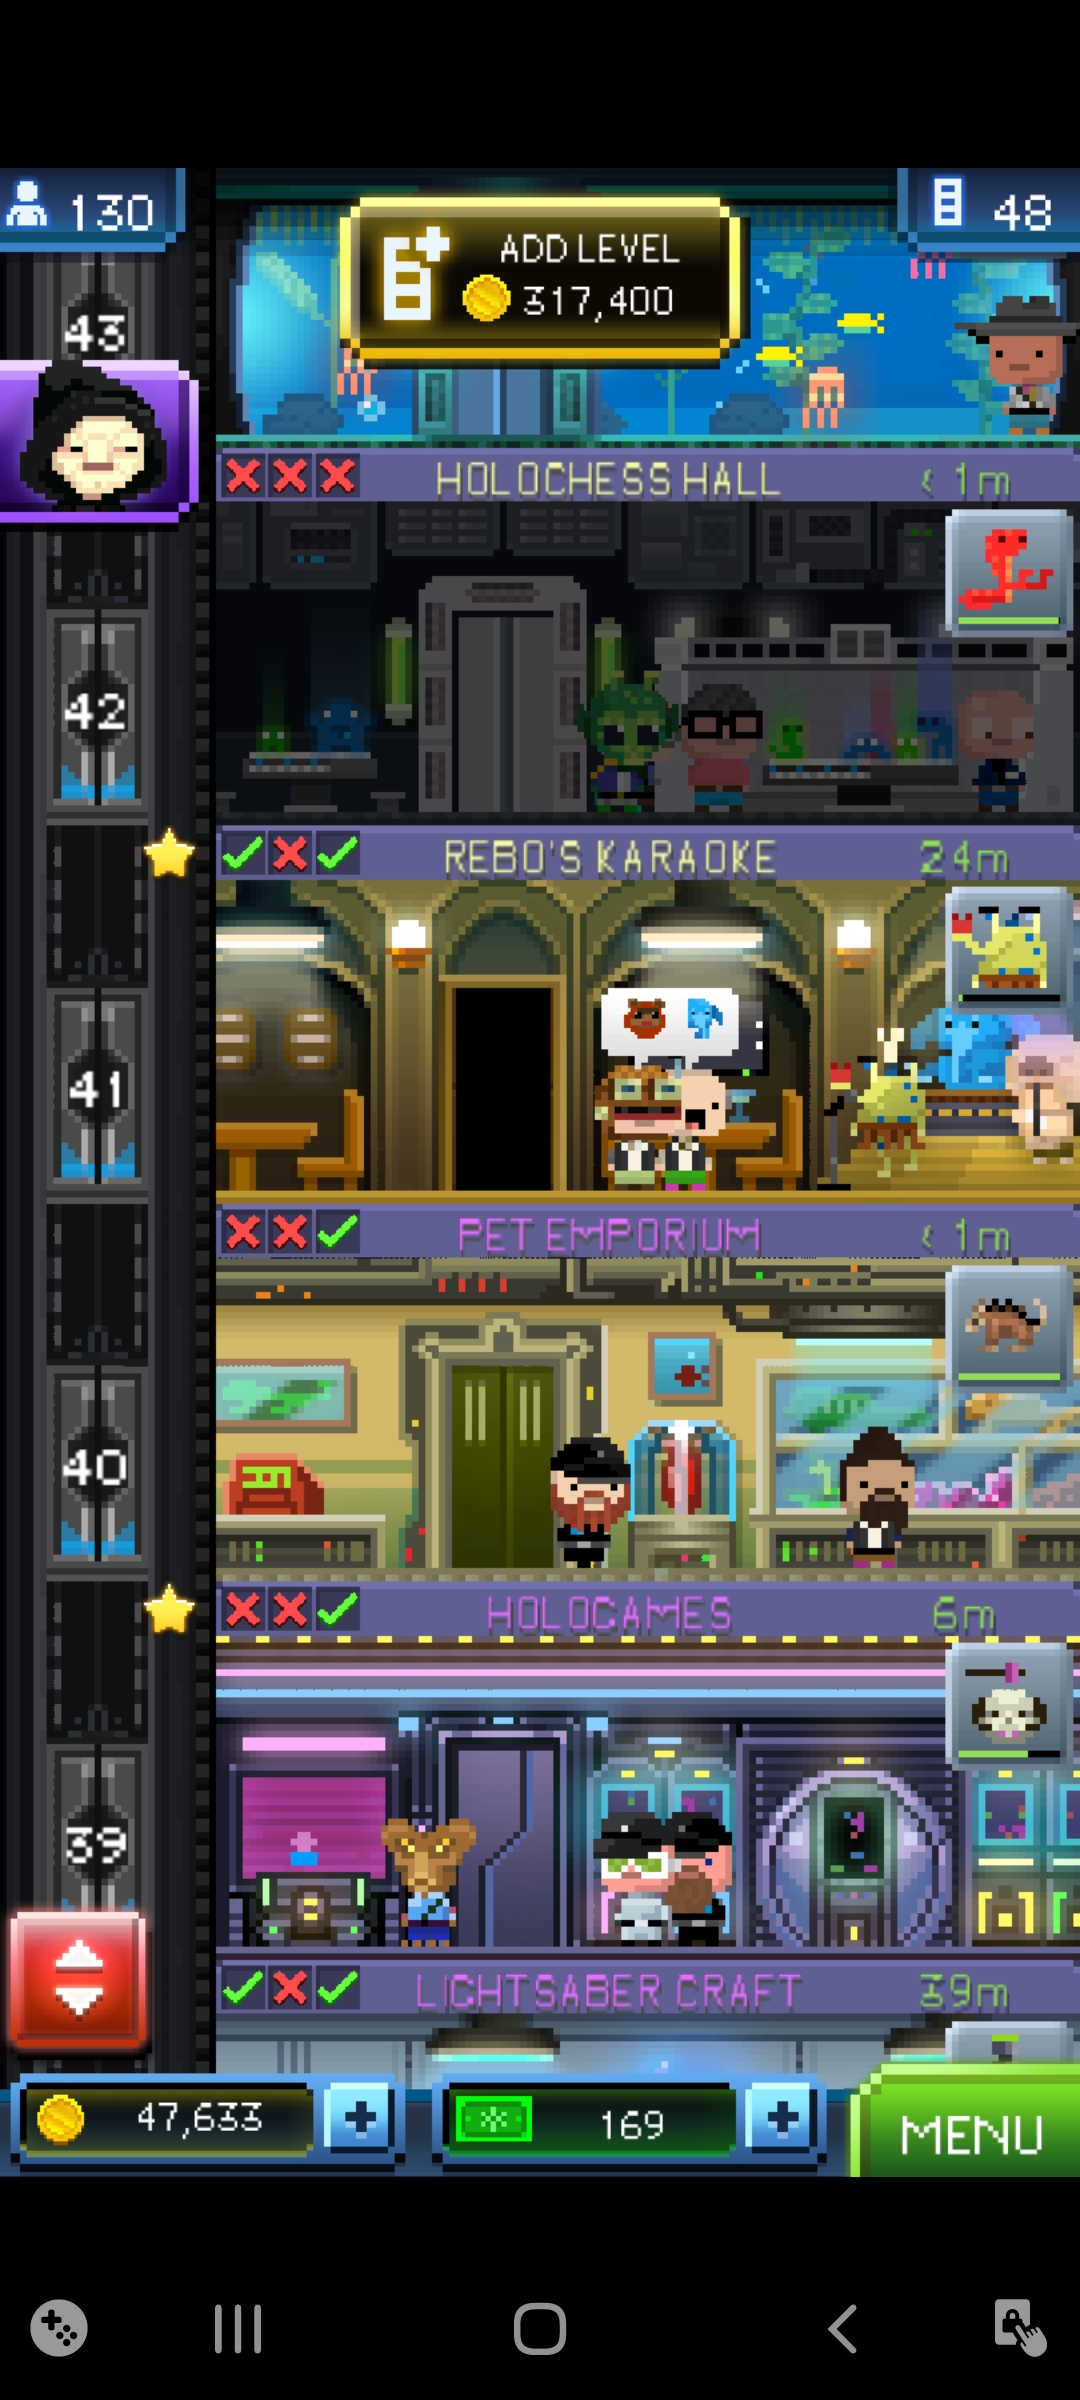 130
ADD LEVEL
317,400
48
43
HOLOCHESS HALL
< 1m
42
REBO'S KARAOKE
24m
41
PET EMPORIUM
< 1m
40
HOLOGAMES
6m
39
LIGHTSABER CRAFT
39m
47,633
169
MENU